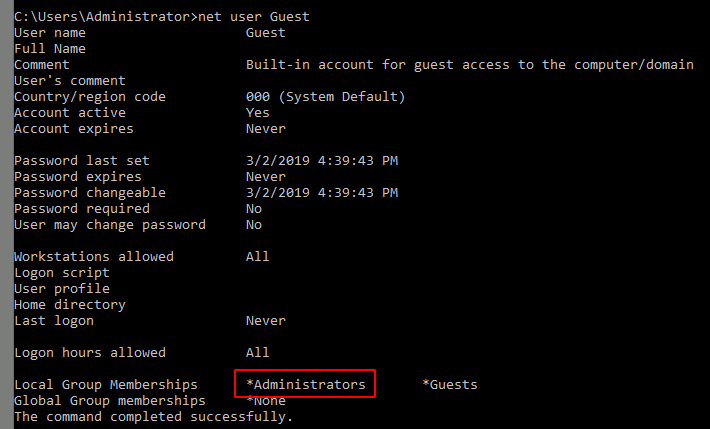 C:\Users\Administrator>net user Guest
User name                    Guest
Full Name
Comment                      Built-in account for guest access to the computer/domain
User's comment
Country/region code          000 (System Default)
Account active               Yes
Account expires              Never
Password last set            3/2/2019 4:39:43 PM
Password expires             Never
Password changeable          3/2/2019 4:39:43 PM
Password required            No
User may change password     No
Workstations allowed         All
Logon script
User profile
Home directory
Last logon                   Never
Logon hours allowed          All
Local Group Memberships      *Administrators       *Guests
Global Group memberships     *None
The command completed successfully.